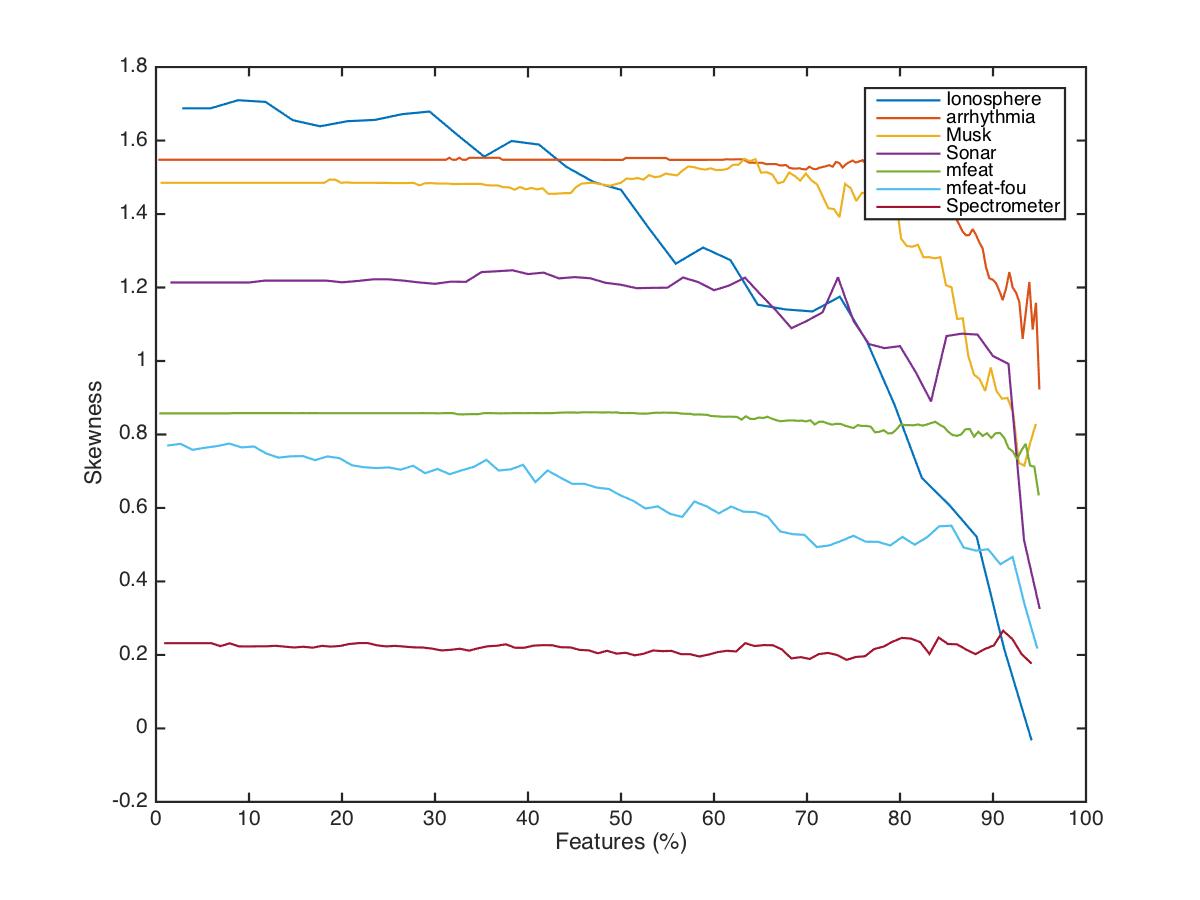 1.8
1.6
1.4
1.2
1
0.8
0.6
0.4
0.2
0
-0.2
Skewness
Ionosphere
arrhythmia
Musk
Sonar
mfeat
mfeat-fou
Spectrometer
0 10 20 30 40 50 60 70 80 90 100
Features (%)